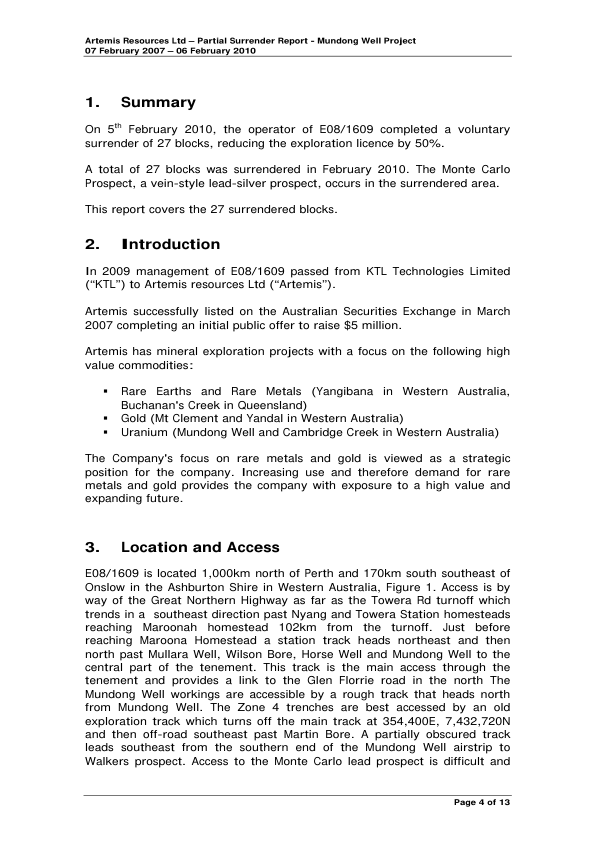 Artemis Resources Ltd – Partial Surrender Report - Mundong Well Project
07 February 2007 – 06 February 2010
1. Summary
On 5th February 2010, the operator of E08/1609 completed a voluntary
surrender of 27 blocks, reducing the exploration licence by 50%.
A total of 27 blocks was surrendered in February 2010. The Monte Carlo
Prospect, a vein-style lead-silver prospect, occurs in the surrendered area.
This report covers the 27 surrendered blocks.
2. Introduction
In 2009 management of E08/1609 passed from KTL Technologies Limited
(“KTL”) to Artemis resources Ltd (“Artemis”).
Artemis successfully listed on the Australian Securities Exchange in March
2007 completing an initial public offer to raise $5 million.
Artemis has mineral exploration projects with a focus on the following high
value commodities:
▪ Rare Earths and Rare Metals (Yangibana in Western Australia,
Buchanan's Creek in Queensland)
▪ Gold (Mt Clement and Yandal in Western Australia)
▪ Uranium (Mundong Well and Cambridge Creek in Western Australia)
The Company's focus on rare metals and gold is viewed as a strategic
position for the company. Increasing use and therefore demand for rare
metals and gold provides the company with exposure to a high value and
expanding future.
3. Location and Access
E08/1609 is located 1,000km north of Perth and 170km south southeast of
Onslow in the Ashburton Shire in Western Australia, Figure 1. Access is by
way of the Great Northern Highway as far as the Towera Rd turnoff which
trends in a southeast direction past Nyang and Towera Station homesteads
reaching Maroonah homestead 102km from the turnoff. Just before
reaching Maroona Homestead a station track heads northeast and then
north past Mullara Well, Wilson Bore, Horse Well and Mundong Well to the
central part of the tenement. This track is the main access through the
tenement and provides a link to the Glen Florrie road in the north The
Mundong Well workings are accessible by a rough track that heads north
from Mundong Well. The Zone 4 trenches are best accessed by an old
exploration track which turns off the main track at 354,400E, 7,432,720N
and then off-road southeast past Martin Bore. A partially obscured track
leads southeast from the southern end of the Mundong Well airstrip to
Walkers prospect. Access to the Monte Carlo lead prospect is difficult and
Page 4 of 13